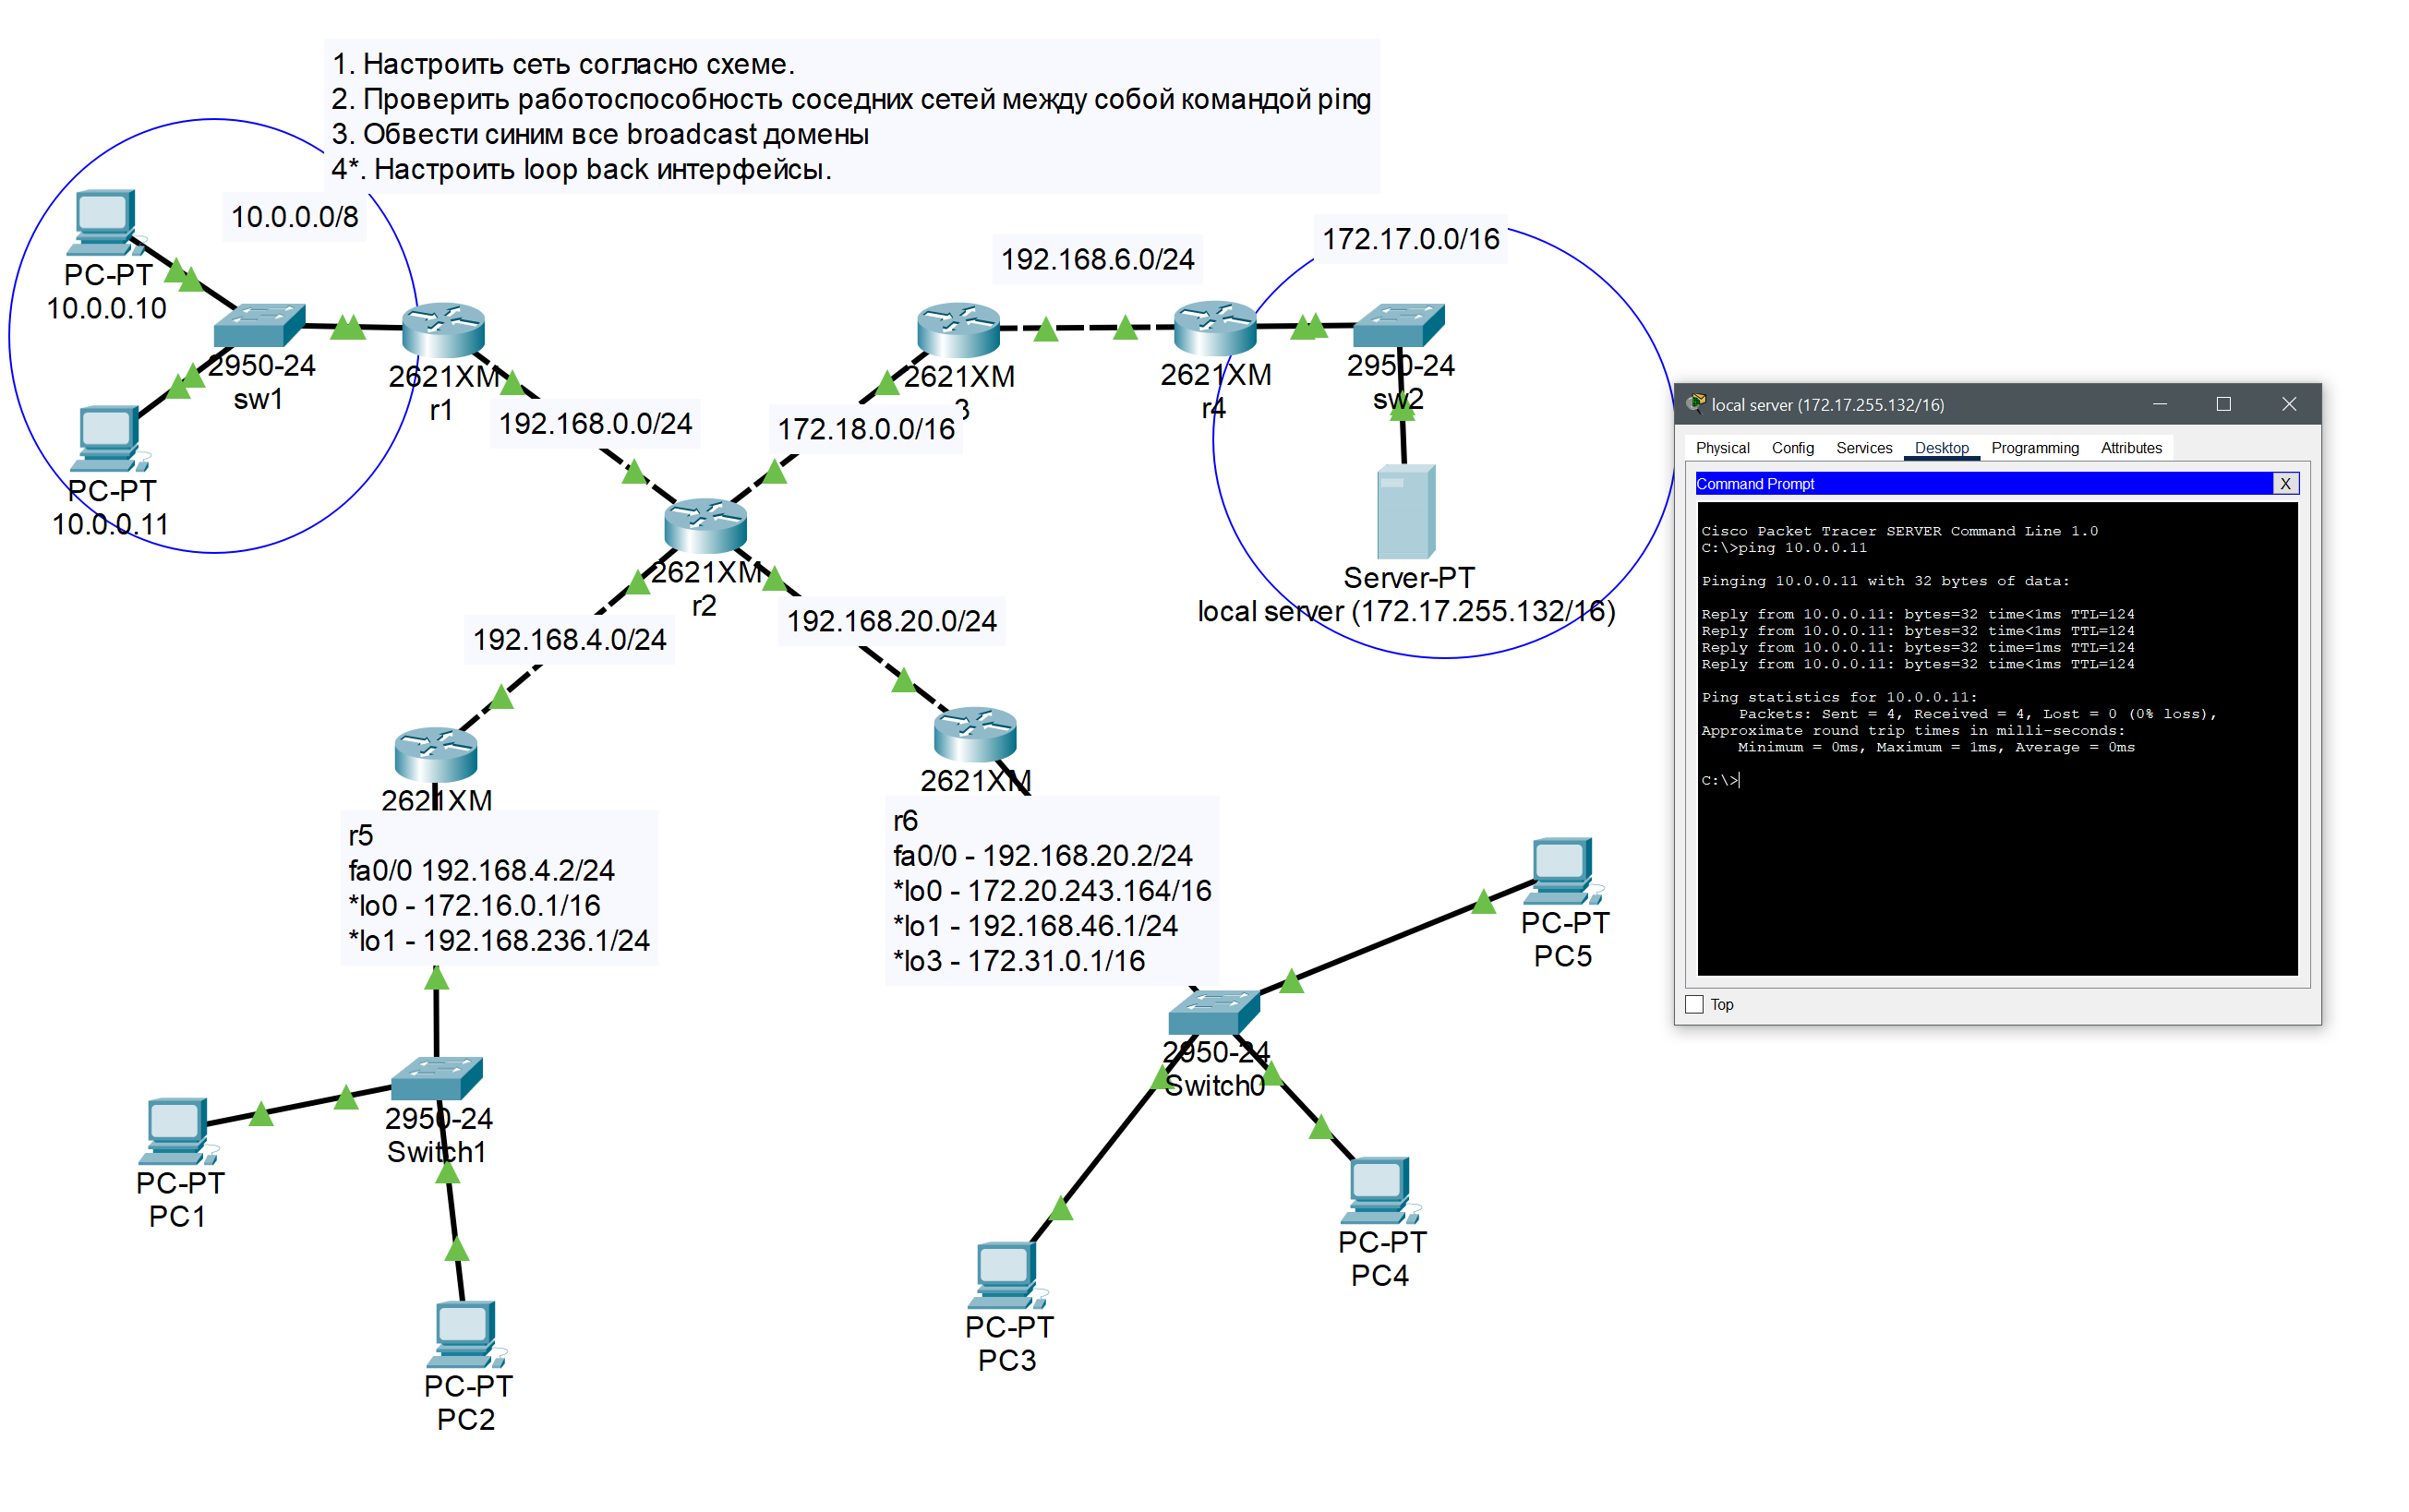 1. Настроить сеть согласно схеме.
2. Проверить работоспособность соседних сетей между собой командой ping
3. Обвести синим все broadcast домены
4*. Настроить loop back интерфейсы.
10.0.0.0/8
PC-PT
10.0.0.10
2950-24
sw1
PC-PT
10.0.0.11
2621XM
r1
192.168.0.0/24
172.18.0.0/16
2621XM
3
192.168.6.0/24
2621XM
r4
172.17.0.0/16
2950-24
sw2
Server-PT
local server (172.17.255.132/16)
2621XM
r2
192.168.4.0/24
192.168.20.0/24
2621XM
r5
fa0/0 192.168.4.2/24
*lo0 - 172.16.0.1/16
*lo1 - 192.168.236.1/24
2621XM
r6
fa0/0 - 192.168.20.2/24
*lo0 - 172.20.243.164/16
*lo1 - 192.168.46.1/24
*lo3 - 172.31.0.1/16
2950-24
Switch1
PC-PT
PC1
PC-PT
PC2
2950-24
Switch0
PC-PT
PC5
PC-PT
PC4
PC-PT
PC3
local server (172.17.255.132/16)
Physical Config Services Desktop Programming Attributes
Command Prompt X
Cisco Packet Tracer SERVER Command Line 1.0
C:\>ping 10.0.0.11
Pinging 10.0.0.11 with 32 bytes of data:
Reply from 10.0.0.11: bytes=32 time<1ms TTL=124
Reply from 10.0.0.11: bytes=32 time<1ms TTL=124
Reply from 10.0.0.11: bytes=32 time=1ms TTL=124
Reply from 10.0.0.11: bytes=32 time<1ms TTL=124
Ping statistics for 10.0.0.11:
Packets: Sent = 4, Received = 4, Lost = 0 (0% loss),
Approximate round trip times in milli-seconds:
Minimum = 0ms, Maximum = 1ms, Average = 0ms
C:\>
Top